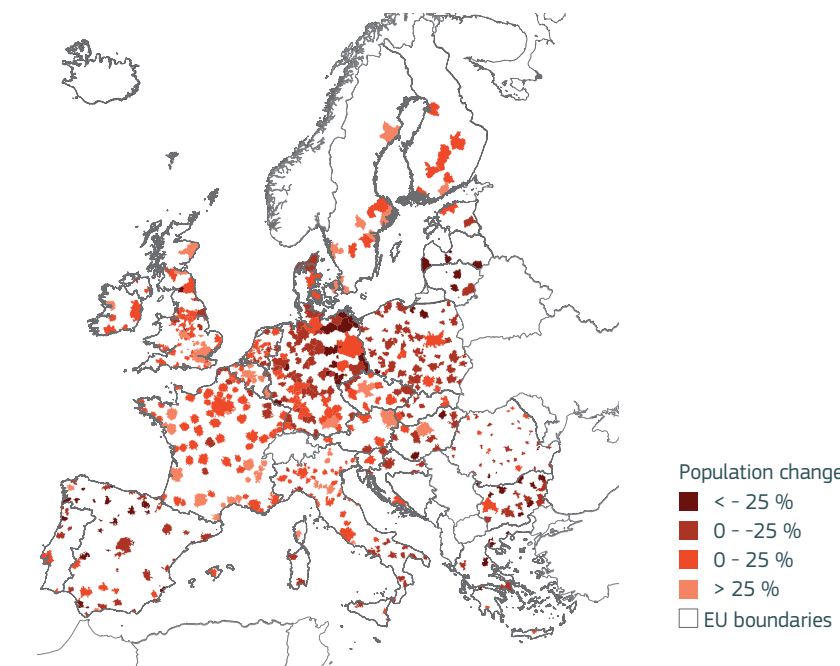 Population change
< - 25 %
0 - -25 %
0 - 25 %
> 25 %
EU boundaries